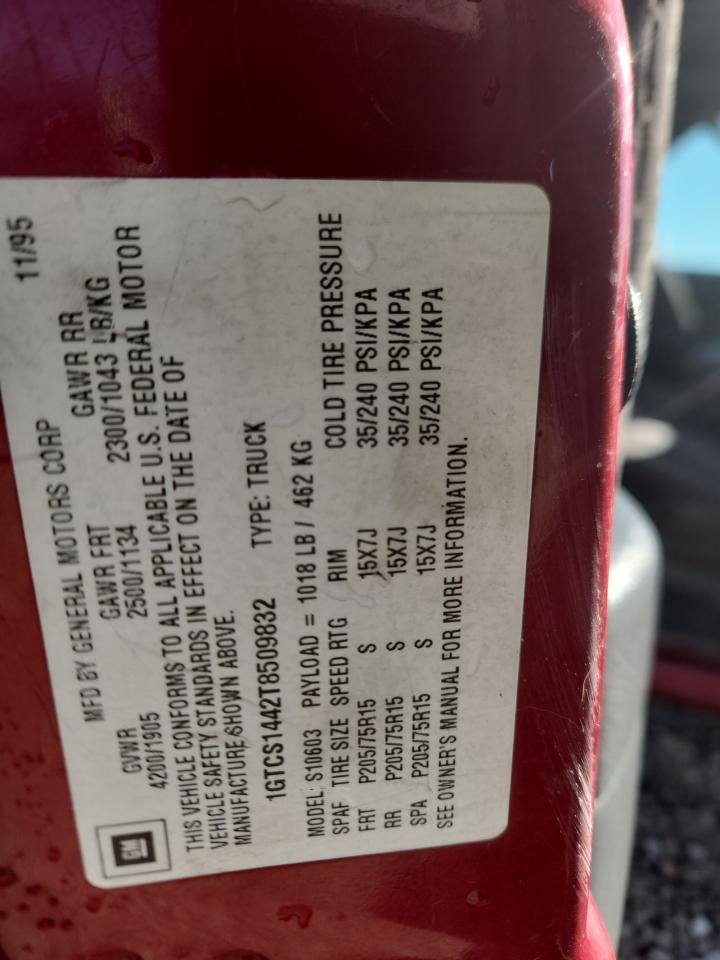 GM
MFD BY GENERAL MOTORS CORP 11/95
GVWR GAWR FRT GAWR RR
4200/1905 2500/1134 2300/1043 LB/KG
THIS VEHICLE CONFORMS TO ALL APPLICABLE U.S. FEDERAL MOTOR
VEHICLE SAFETY STANDARDS IN EFFECT ON THE DATE OF
MANUFACTURE SHOWN ABOVE.
1GTCS1442T8509832 TYPE: TRUCK
MODEL: S10603 PAYLOAD = 1018 LB/ 462 KG
SPAF TIRE SIZE SPEED RTG RIM COLD TIRE PRESSURE
FRT P205/75R15 S 15X7J 35/240 PSI/KPA
RR P205/75R15 S 15X7J 35/240 PSI/KPA
SPA P205/75R15 S 15X7J 35/240 PSI/KPA
SEE OWNER'S MANUAL FOR MORE INFORMATION.